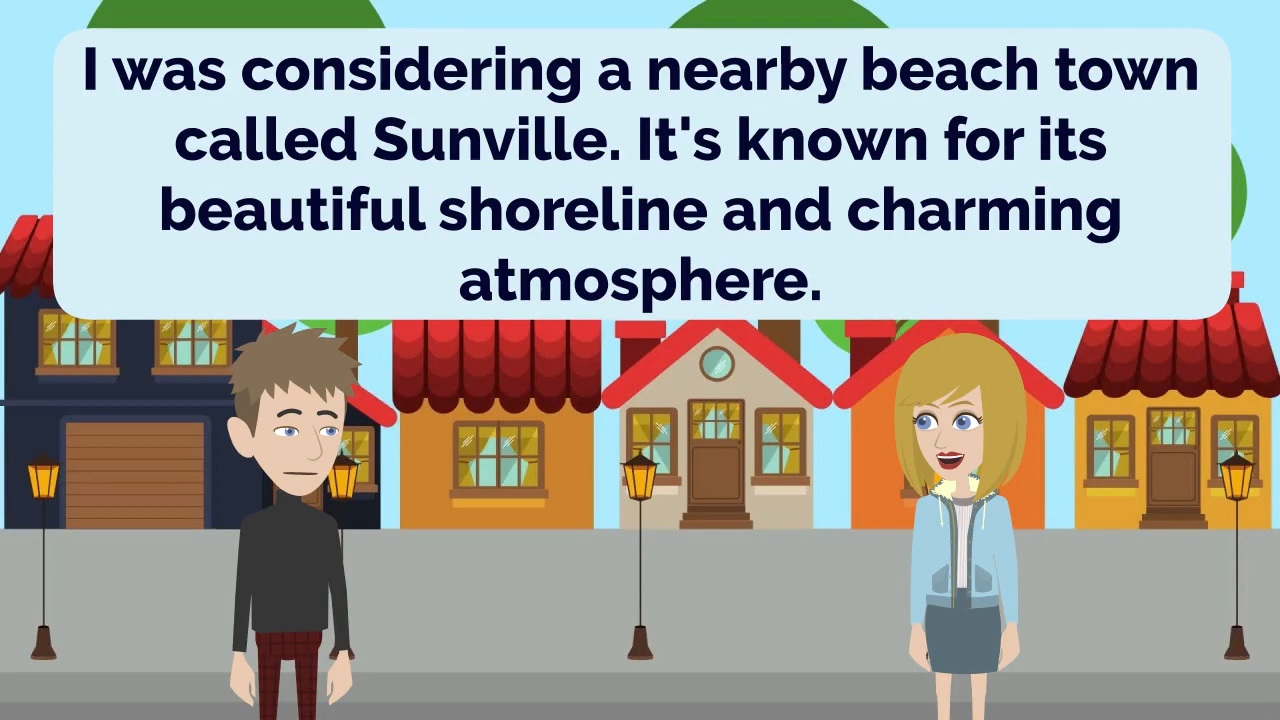 I was considering a nearby beach town
called Sunville. It's known for its
beautiful shoreline and charming
atmosphere.